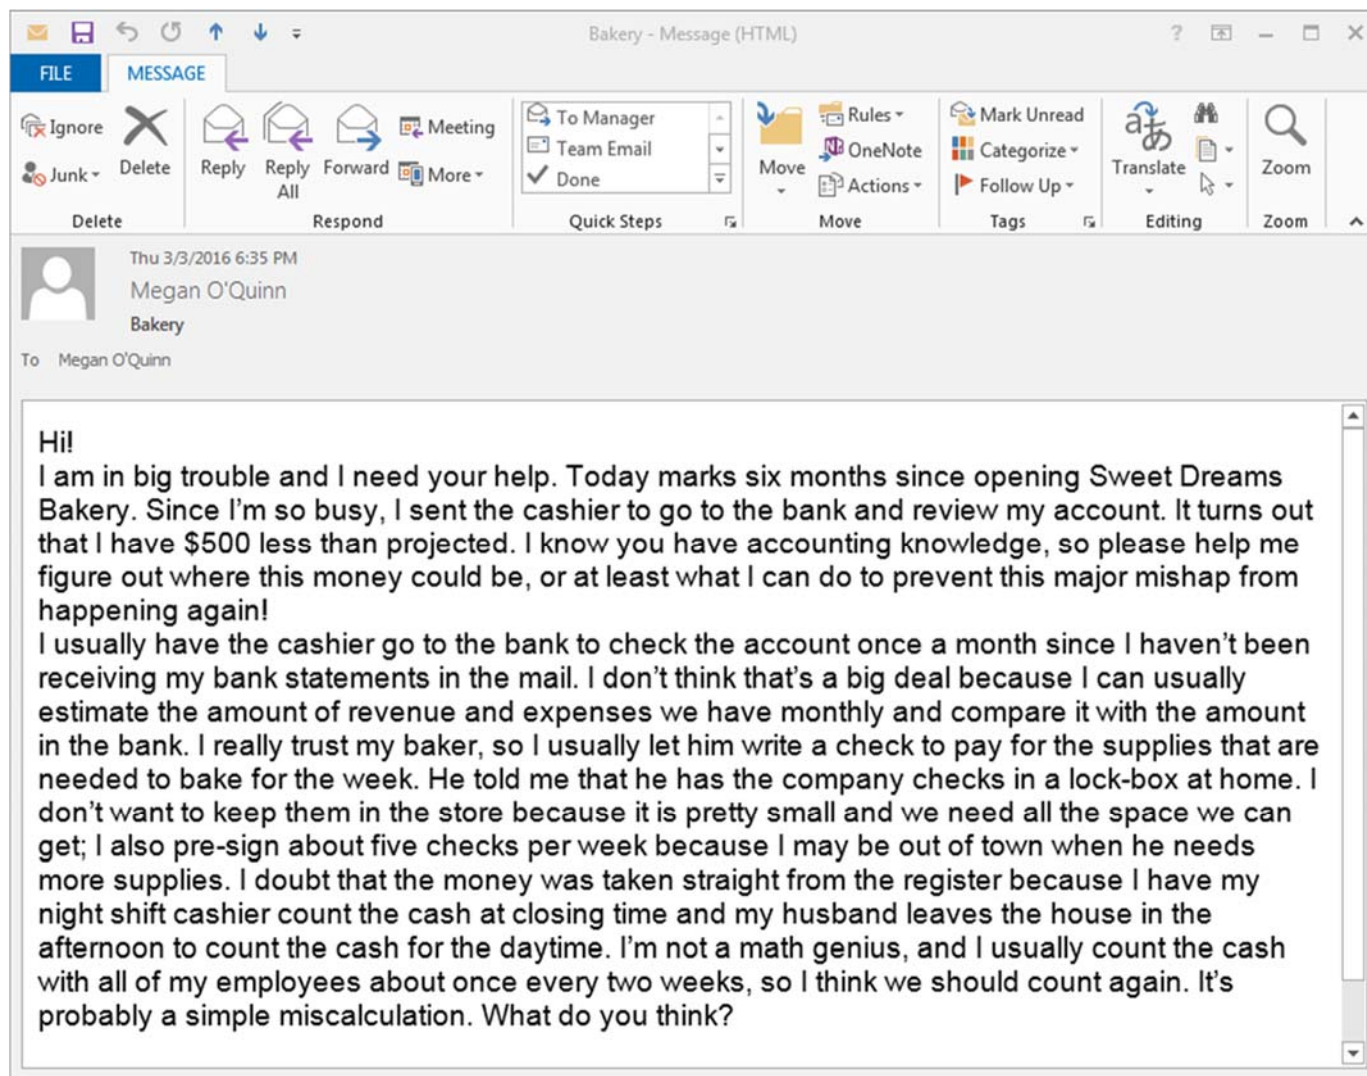 Bakery - Message (HTML)
FILE MESSAGE
Ignore
Junk
Delete
Delete
Reply
Reply All
Forward
Meeting
More
Respond
To Manager
Team Email
Done
Quick Steps
Move
Rules
OneNote
Actions
Move
Mark Unread
Categorize
Follow Up
Tags
Translate
Editing
Zoom
Zoom
Thu 3/3/2016 6:35 PM
Megan O'Quinn
Bakery
To Megan O'Quinn
Hi!
I am in big trouble and I need your help. Today marks six months since opening Sweet Dreams
Bakery. Since I'm so busy, I sent the cashier to go to the bank and review my account. It turns out
that I have $500 less than projected. I know you have accounting knowledge, so please help me
figure out where this money could be, or at least what I can do to prevent this major mishap from
happening again!
I usually have the cashier go to the bank to check the account once a month since I haven't been
receiving my bank statements in the mail. I don't think that's a big deal because I can usually
estimate the amount of revenue and expenses we have monthly and compare it with the amount
in the bank. I really trust my baker, so I usually let him write a check to pay for the supplies that are
needed to bake for the week. He told me that he has the company checks in a lock-box at home. I
don't want to keep them in the store because it is pretty small and we need all the space we can
get; I also pre-sign about five checks per week because I may be out of town when he needs
more supplies. I doubt that the money was taken straight from the register because I have my
night shift cashier count the cash at closing time and my husband leaves the house in the
afternoon to count the cash for the daytime. I'm not a math genius, and I usually count the cash
with all of my employees about once every two weeks, so I think we should count again. It's
probably a simple miscalculation. What do you think?